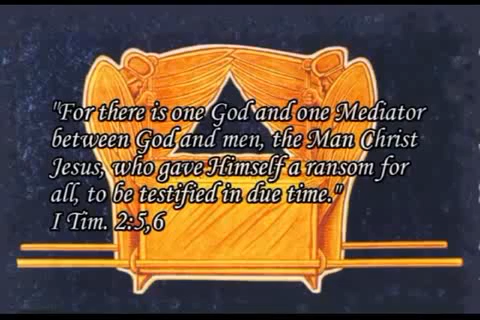 "For there is one God and one Mediator
between God and men, the Man Christ
Jesus, who gave Himself a ransom for
all, to be testified in due time."
I Tim. 2:5,6